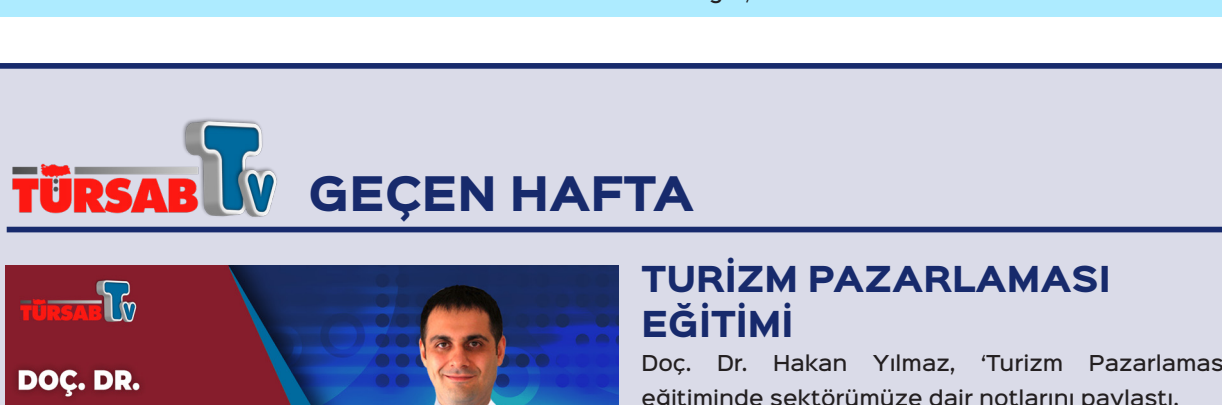 TÜRSAB Tv GEÇEN HAFTA
TÜRSAB Tv
DOÇ. DR.
TURİZM PAZARLAMASI
EĞİTİMİ
Doç. Dr. Hakan Yılmaz, ‘Turizm Pazarlamas
eğitiminde sektörümüze dair notlarını paylaştı.